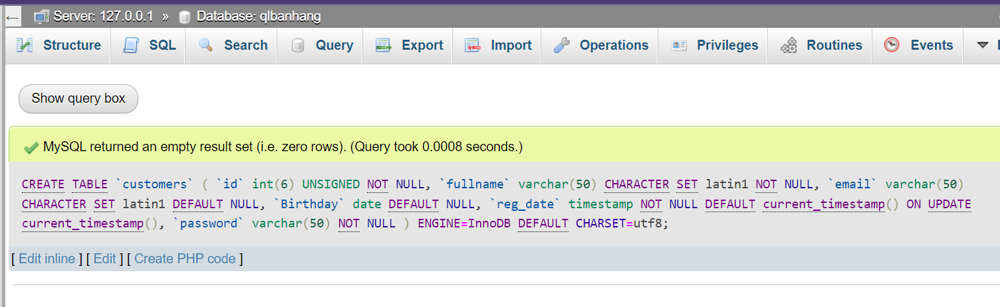 Server: 127.0.0.1 » Database: qlbanhang
Structure SQL Search Query Export Import Operations Privileges Routines Events
Show query box
MySQL returned an empty result set (i.e. zero rows). (Query took 0.0008 seconds.)
CREATE TABLE `customers` ( `id` int(6) UNSIGNED NOT NULL, `fullname` varchar(50) CHARACTER SET latin1 NOT NULL, `email` varchar(50)
CHARACTER SET latin1 DEFAULT NULL, `Birthday` date DEFAULT NULL, `reg_date` timestamp NOT NULL DEFAULT current_timestamp() ON UPDATE
current_timestamp(), `password` varchar(50) NOT NULL ) ENGINE=InnoDB DEFAULT CHARSET=utf8;
[ Edit inline ] [ Edit ] [ Create PHP code ]